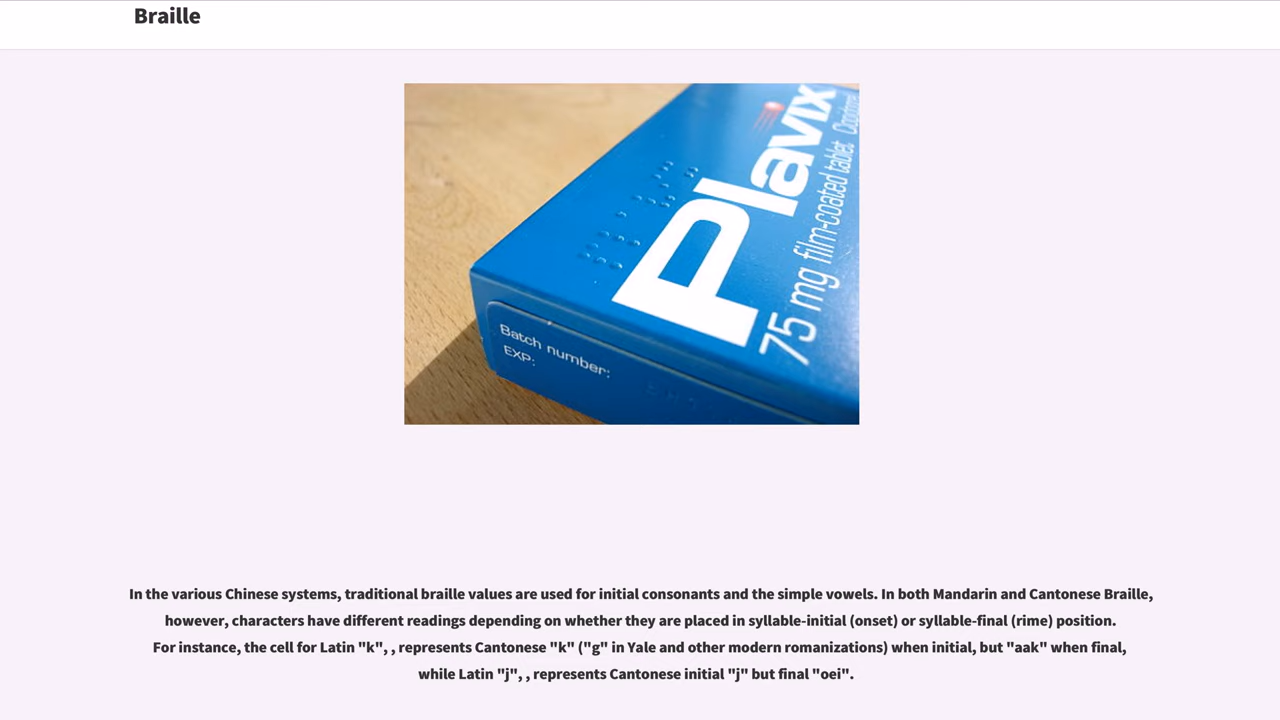 Braille
Plavix
75 mg film-coated tablet
Batch number:
EXP:
In the various Chinese systems, traditional braille values are used for initial consonants and the simple vowels. In both Mandarin and Cantonese Braille,
however, characters have different readings depending on whether they are placed in syllable-initial (onset) or syllable-final (rime) position.
For instance, the cell for Latin "k", , represents Cantonese "k" ("g" in Yale and other modern romanizations) when initial, but "aak" when final,
while Latin "j", , represents Cantonese initial "j" but final "oei".